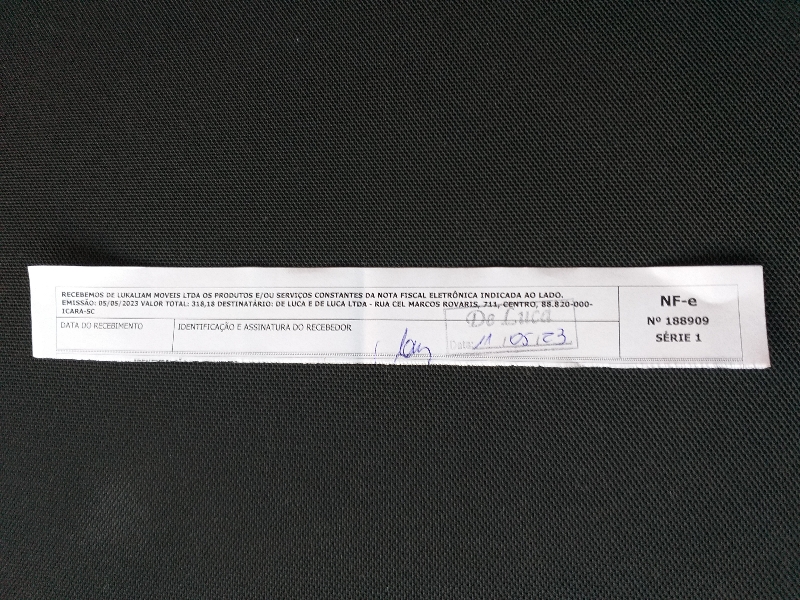 RECEBEMOS DE LUKALIAM MOVEIS LTDA OS PRODUTOS E/OU SERVIÇOS CONSTANTES DA NOTA FISCAL ELETRÔNICA INDICADA AO LADO.
EMISSÃO: 05/05/2023 VALOR TOTAL: 318,18 DESTINATÁRIO: DE LUCA E DE LUCA LTDA - RUA CEL MARCOS ROVARIS, 711, CENTRO, 88.820-000-
ICARA-SC
DATA DO RECEBIMENTO
IDENTIFICAÇÃO E ASSINATURA DO RECEBEDOR
De Luca
Data: 11/05/23
NF-e
Nº 188909
SÉRIE 1